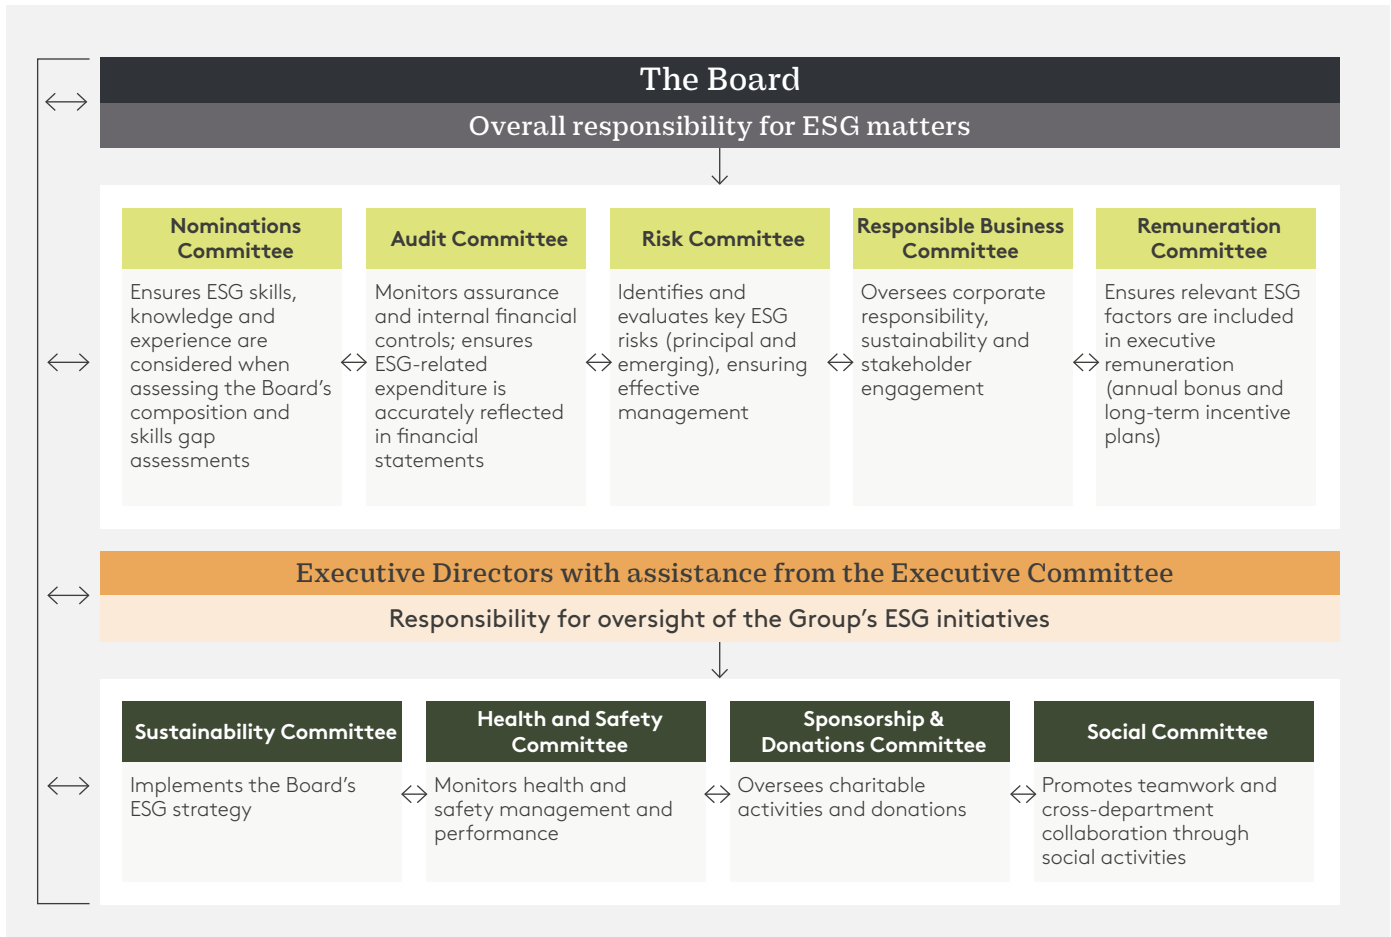 The Board
Overall responsibility for ESG matters
Nominations
Committee
Ensures ESG skills,
knowledge and
experience are
considered when
assessing the Board’s
composition and
skills gap
assessments
Audit Committee
Monitors assurance
and internal financial
controls; ensures
ESG-related
expenditure is
accurately reflected
in financial
statements
Risk Committee
Identifies and
evaluates key ESG
risks (principal and
emerging), ensuring
effective
management
Responsible Business
Committee
Oversees corporate
responsibility,
sustainability and
stakeholder
engagement
Remuneration
Committee
Ensures relevant ESG
factors are included
in executive
remuneration
(annual bonus and
long-term incentive
plans)
Executive Directors with assistance from the Executive Committee
Responsibility for oversight of the Group’s ESG initiatives
Sustainability Committee
Implements the Board’s
ESG strategy
Health and Safety
Committee
Monitors health and
safety management and
performance
Sponsorship &
Donations Committee
Oversees charitable
activities and donations
Social Committee
Promotes teamwork and
cross-department
collaboration through
social activities